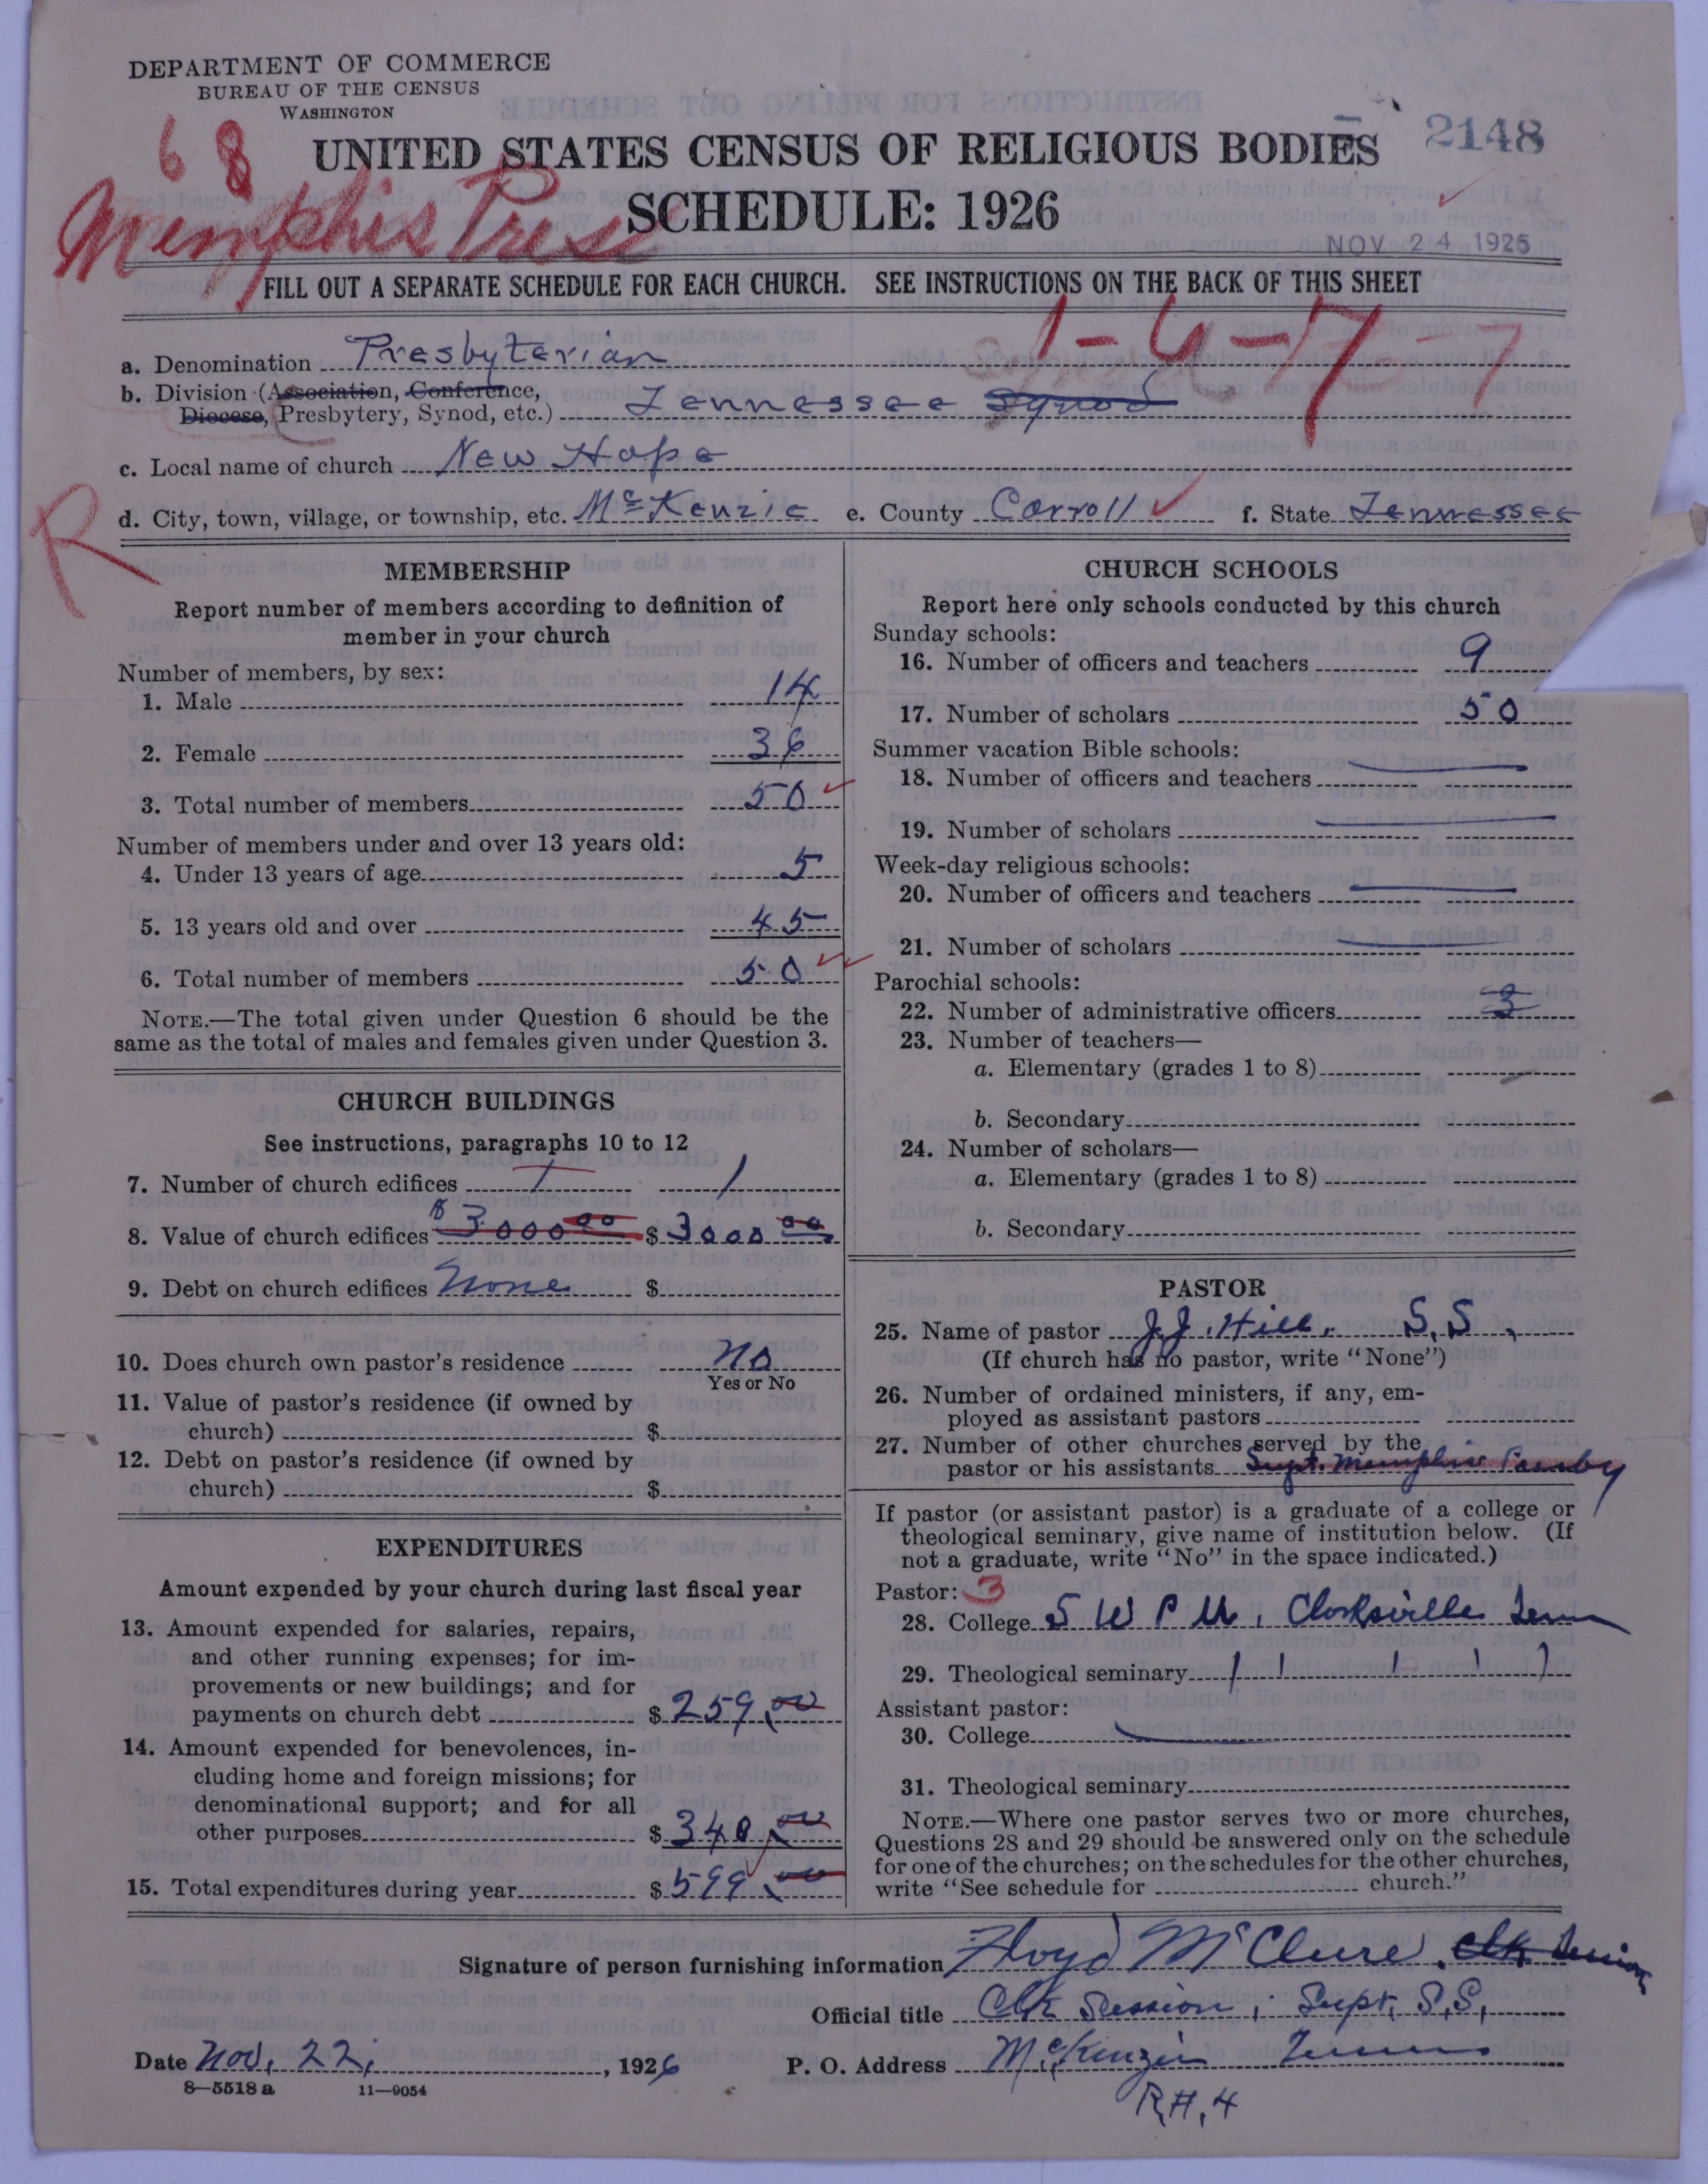 DEPARTMENT OF COMMERCE
BUREAU OF THE CENSUS
WASHINGTON
68
UNITED STATES CENSUS OF RELIGIOUS BODIES
2148
Memphis Pres
SCHEDULE: 1926
NOV 24 1926
FILL OUT A SEPARATE SCHEDULE FOR EACH CHURCH. SEE INSTRUCTIONS ON THE BACK OF THIS SHEET
1-6-7-7
a. Denomination Presbyterian
b. Division (Association, Conference,
Diocese, Presbytery, Synod, etc.) Tennessee Synod
c. Local name of church New Hope
d. City, town, village, or township, etc. McKenzie e. County Carroll f. State Tennessee
R
MEMBERSHIP
Report number of members according to definition of
member in your church
Number of members, by sex:
1. Male 14
2. Female 36
3. Total number of members 50
Number of members under and over 13 years old:
4. Under 13 years of age 5
5. 13 years old and over 45
6. Total number of members 50
NOTE.—The total given under Question 6 should be the
same as the total of males and females given under Question 3.
CHURCH BUILDINGS
See instructions, paragraphs 10 to 12
7. Number of church edifices 1 1
8. Value of church edifices $3000.00 $3000.00
9. Debt on church edifices None $
10. Does church own pastor's residence No
Yes or No
11. Value of pastor's residence (if owned by
church) $
12. Debt on pastor's residence (if owned by
church) $
EXPENDITURES
Amount expended by your church during last fiscal year
13. Amount expended for salaries, repairs,
and other running expenses; for im-
provements or new buildings; and for
payments on church debt $259.00
14. Amount expended for benevolences, in-
cluding home and foreign missions; for
denominational support; and for all
other purposes $340.00
15. Total expenditures during year $599.00
CHURCH SCHOOLS
Report here only schools conducted by this church
Sunday schools:
16. Number of officers and teachers 9
17. Number of scholars 50
Summer vacation Bible schools:
18. Number of officers and teachers
19. Number of scholars
Week-day religious schools:
20. Number of officers and teachers
21. Number of scholars
Parochial schools:
22. Number of administrative officers 3
23. Number of teachers—
a. Elementary (grades 1 to 8)
b. Secondary
24. Number of scholars—
a. Elementary (grades 1 to 8)
b. Secondary
PASTOR
25. Name of pastor J.J. Hill, S.S.
(If church has no pastor, write "None")
26. Number of ordained ministers, if any, em-
ployed as assistant pastors
27. Number of other churches served by the
pastor or his assistants Supt. Memphis Presby
If pastor (or assistant pastor) is a graduate of a college or
theological seminary, give name of institution below. (If
not a graduate, write "No" in the space indicated.)
Pastor: 3
28. College S W P U, Clarksville Tenn
29. Theological seminary
Assistant pastor:
30. College
31. Theological seminary
NOTE.—Where one pastor serves two or more churches,
Questions 28 and 29 should be answered only on the schedule
for one of the churches; on the schedules for the other churches,
write "See schedule for church."
Signature of person furnishing information Floyd McClure, Clk Session
Official title Clk Session, Supt. S.S.
Date Nov. 22, 1926 P. O. Address McKenzie Tenn
8—5518 a 11—9054
R#.4